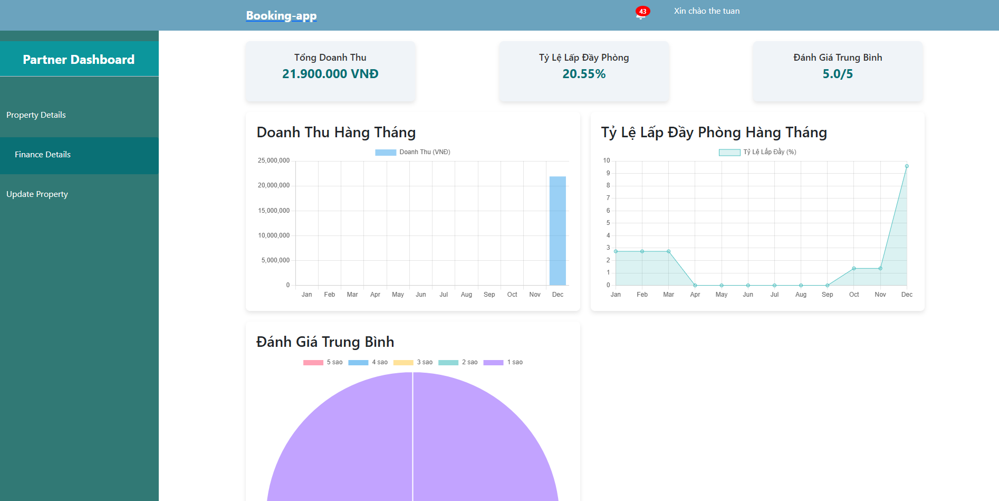 Booking-app
43
Xin chào the tuan
Partner Dashboard
Property Details
Finance Details
Update Property
Tổng Doanh Thu
21.900.000 VNĐ
Tỷ Lệ Lấp Đầy Phòng
20.55%
Đánh Giá Trung Bình
5.0/5
Doanh Thu Hàng Tháng
Doanh Thu (VNĐ)
25,000,000
20,000,000
15,000,000
10,000,000
5,000,000
0
Jan Feb Mar Apr May Jun Jul Aug Sep Oct Nov Dec
Tỷ Lệ Lấp Đầy Phòng Hàng Tháng
Tỷ Lệ Lấp Đầy (%)
10
9
8
7
6
5
4
3
2
1
0
Jan Feb Mar Apr May Jun Jul Aug Sep Oct Nov Dec
Đánh Giá Trung Bình
5 sao 4 sao 3 sao 2 sao 1 sao